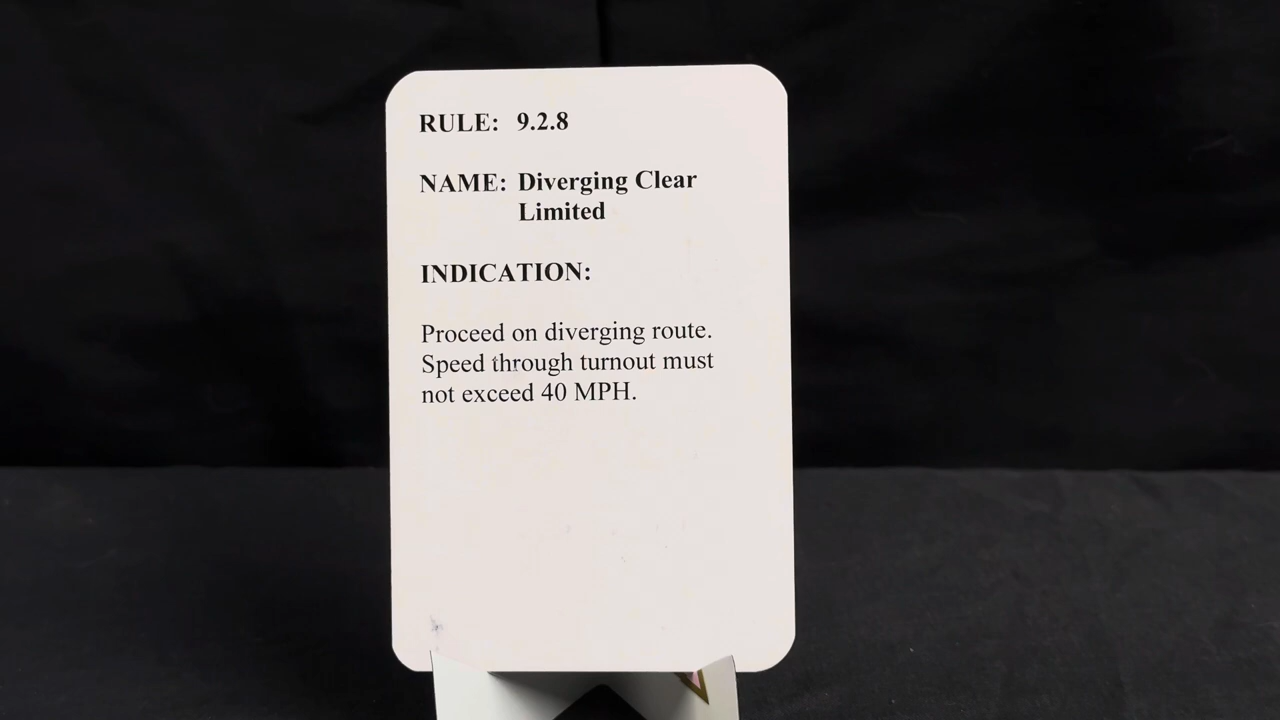 RULE: 9.2.8
NAME: Diverging Clear
Limited
INDICATION:
Proceed on diverging route.
Speed through turnout must
not exceed 40 MPH.